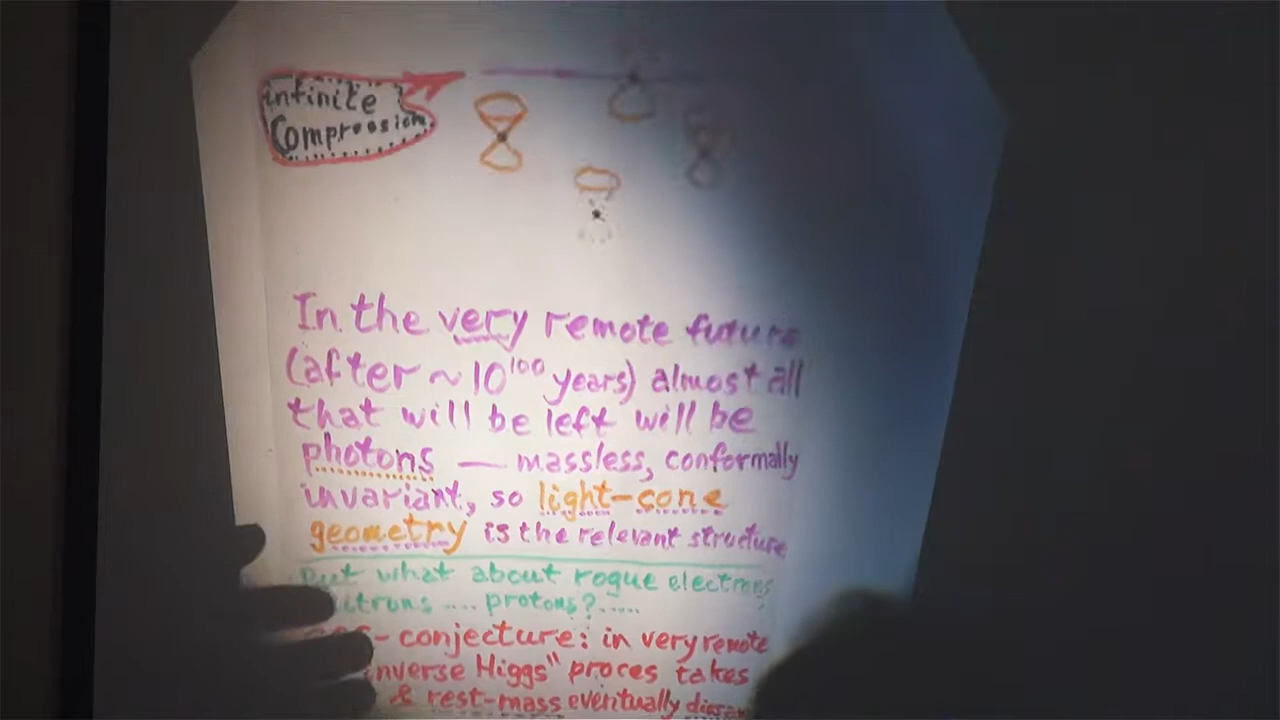 infinite
Compression
In the very remote future
(after ~10¹⁰⁰ years) almost all
that will be left will be
photons — massless, conformally
invariant, so light-cone
geometry is the relevant structure
But what about rogue electrons,
.... protons?.....
- conjecture: in very remote
inverse Higgs" proces takes
& rest-mass eventually